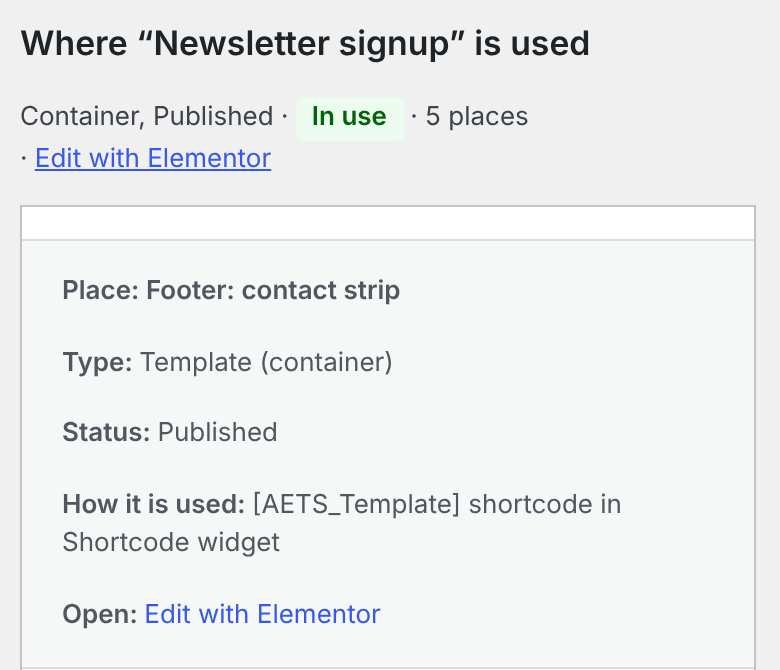 Where “Newsletter signup” is used
Container, Published · In use · 5 places
· Edit with Elementor
Place: Footer: contact strip
Type: Template (container)
Status: Published
How it is used: [AETS_Template] shortcode in
Shortcode widget
Open: Edit with Elementor